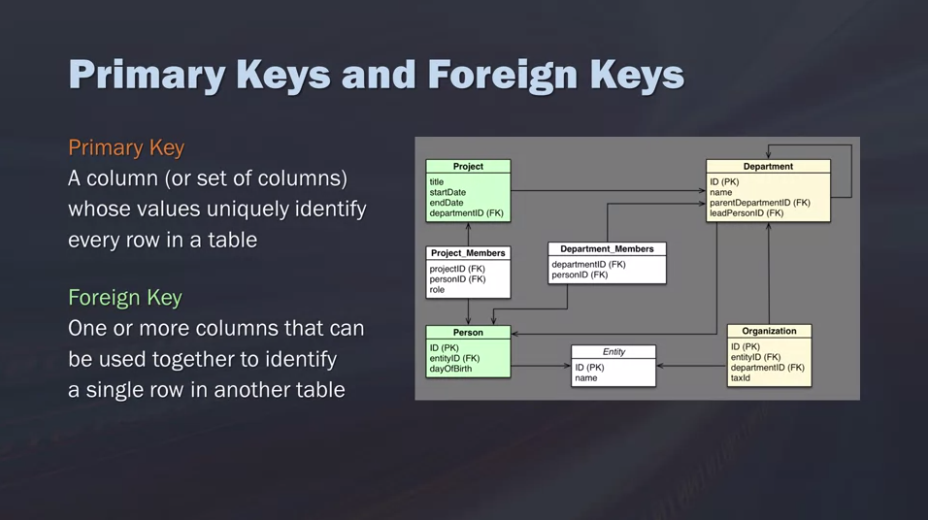 Primary Keys and Foreign Keys
Primary Key
A column (or set of columns)
whose values uniquely identify
every row in a table
Foreign Key
One or more columns that can
be used together to identify
a single row in another table
Project
title
startDate
endDate
departmentID (FK)
Department
ID (PK)
name
parentDepartmentID (FK)
leadPersonID (FK)
Project_Members
projectID (FK)
personID (FK)
role
Department_Members
departmentID (FK)
personID (FK)
Person
ID (PK)
entityID (FK)
dayOfBirth
Entity
ID (PK)
name
Organization
ID (PK)
entityID (FK)
departmentID (FK)
taxId